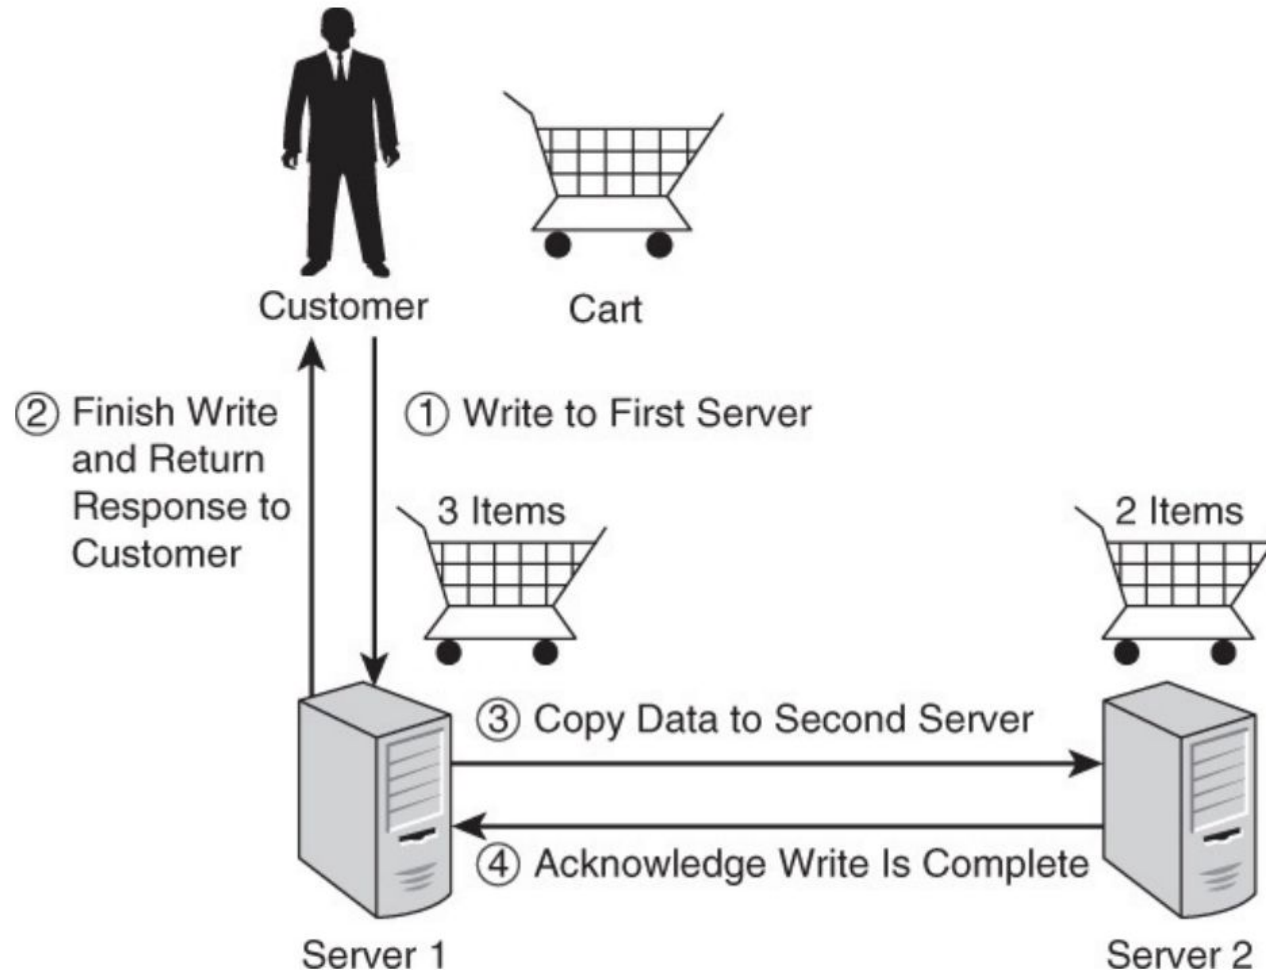 Customer
Cart
② Finish Write
and Return
Response to
Customer
① Write to First Server
3 Items
2 Items
③ Copy Data to Second Server
④ Acknowledge Write Is Complete
Server 1
Server 2